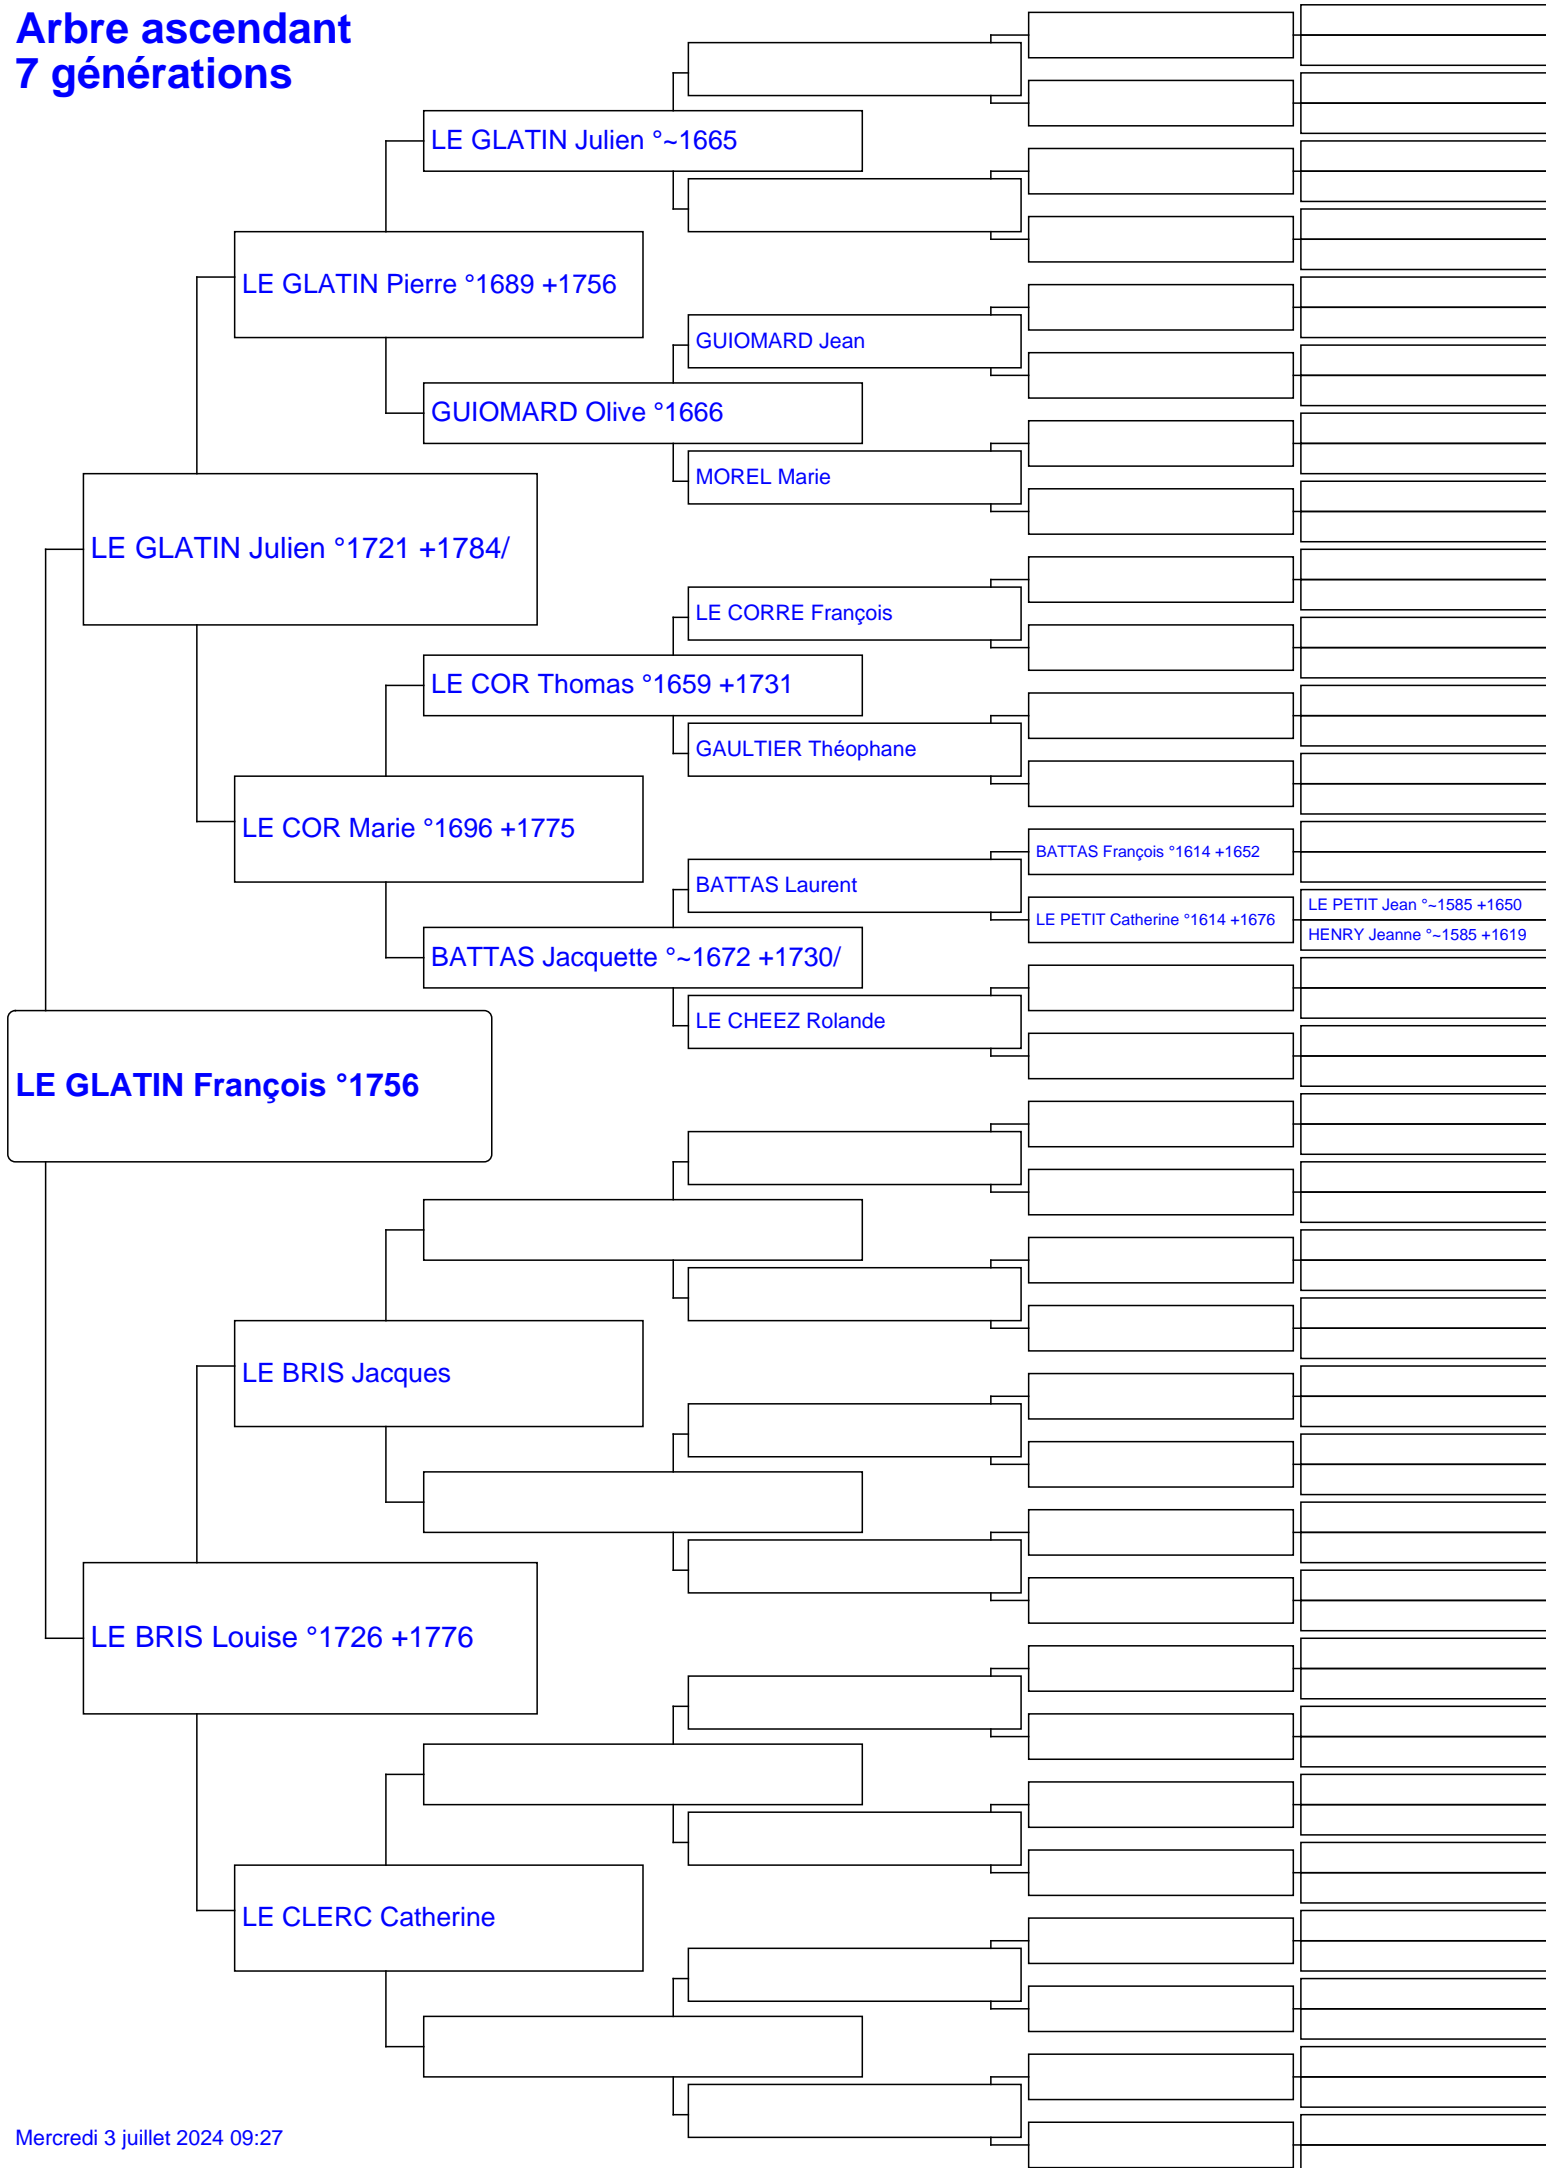 Arbre ascendant
7 générations
LE GLATIN Julien °~1665
LE GLATIN Pierre °1689 +1756
GUIOMARD Jean
GUIOMARD Olive °1666
MOREL Marie
LE GLATIN Julien °1721 +1784/
LE CORRE François
LE COR Thomas °1659 +1731
GAULTIER Théophane
LE COR Marie °1696 +1775
BATTAS François °1614 +1652
BATTAS Laurent
LE PETIT Jean °~1585 +1650
LE PETIT Catherine °1614 +1676
HENRY Jeanne °~1585 +1619
BATTAS Jacquette °~1672 +1730/
LE CHEEZ Rolande
LE GLATIN François °1756
LE BRIS Jacques
LE BRIS Louise °1726 +1776
LE CLERC Catherine
Mercredi 3 juillet 2024 09:27